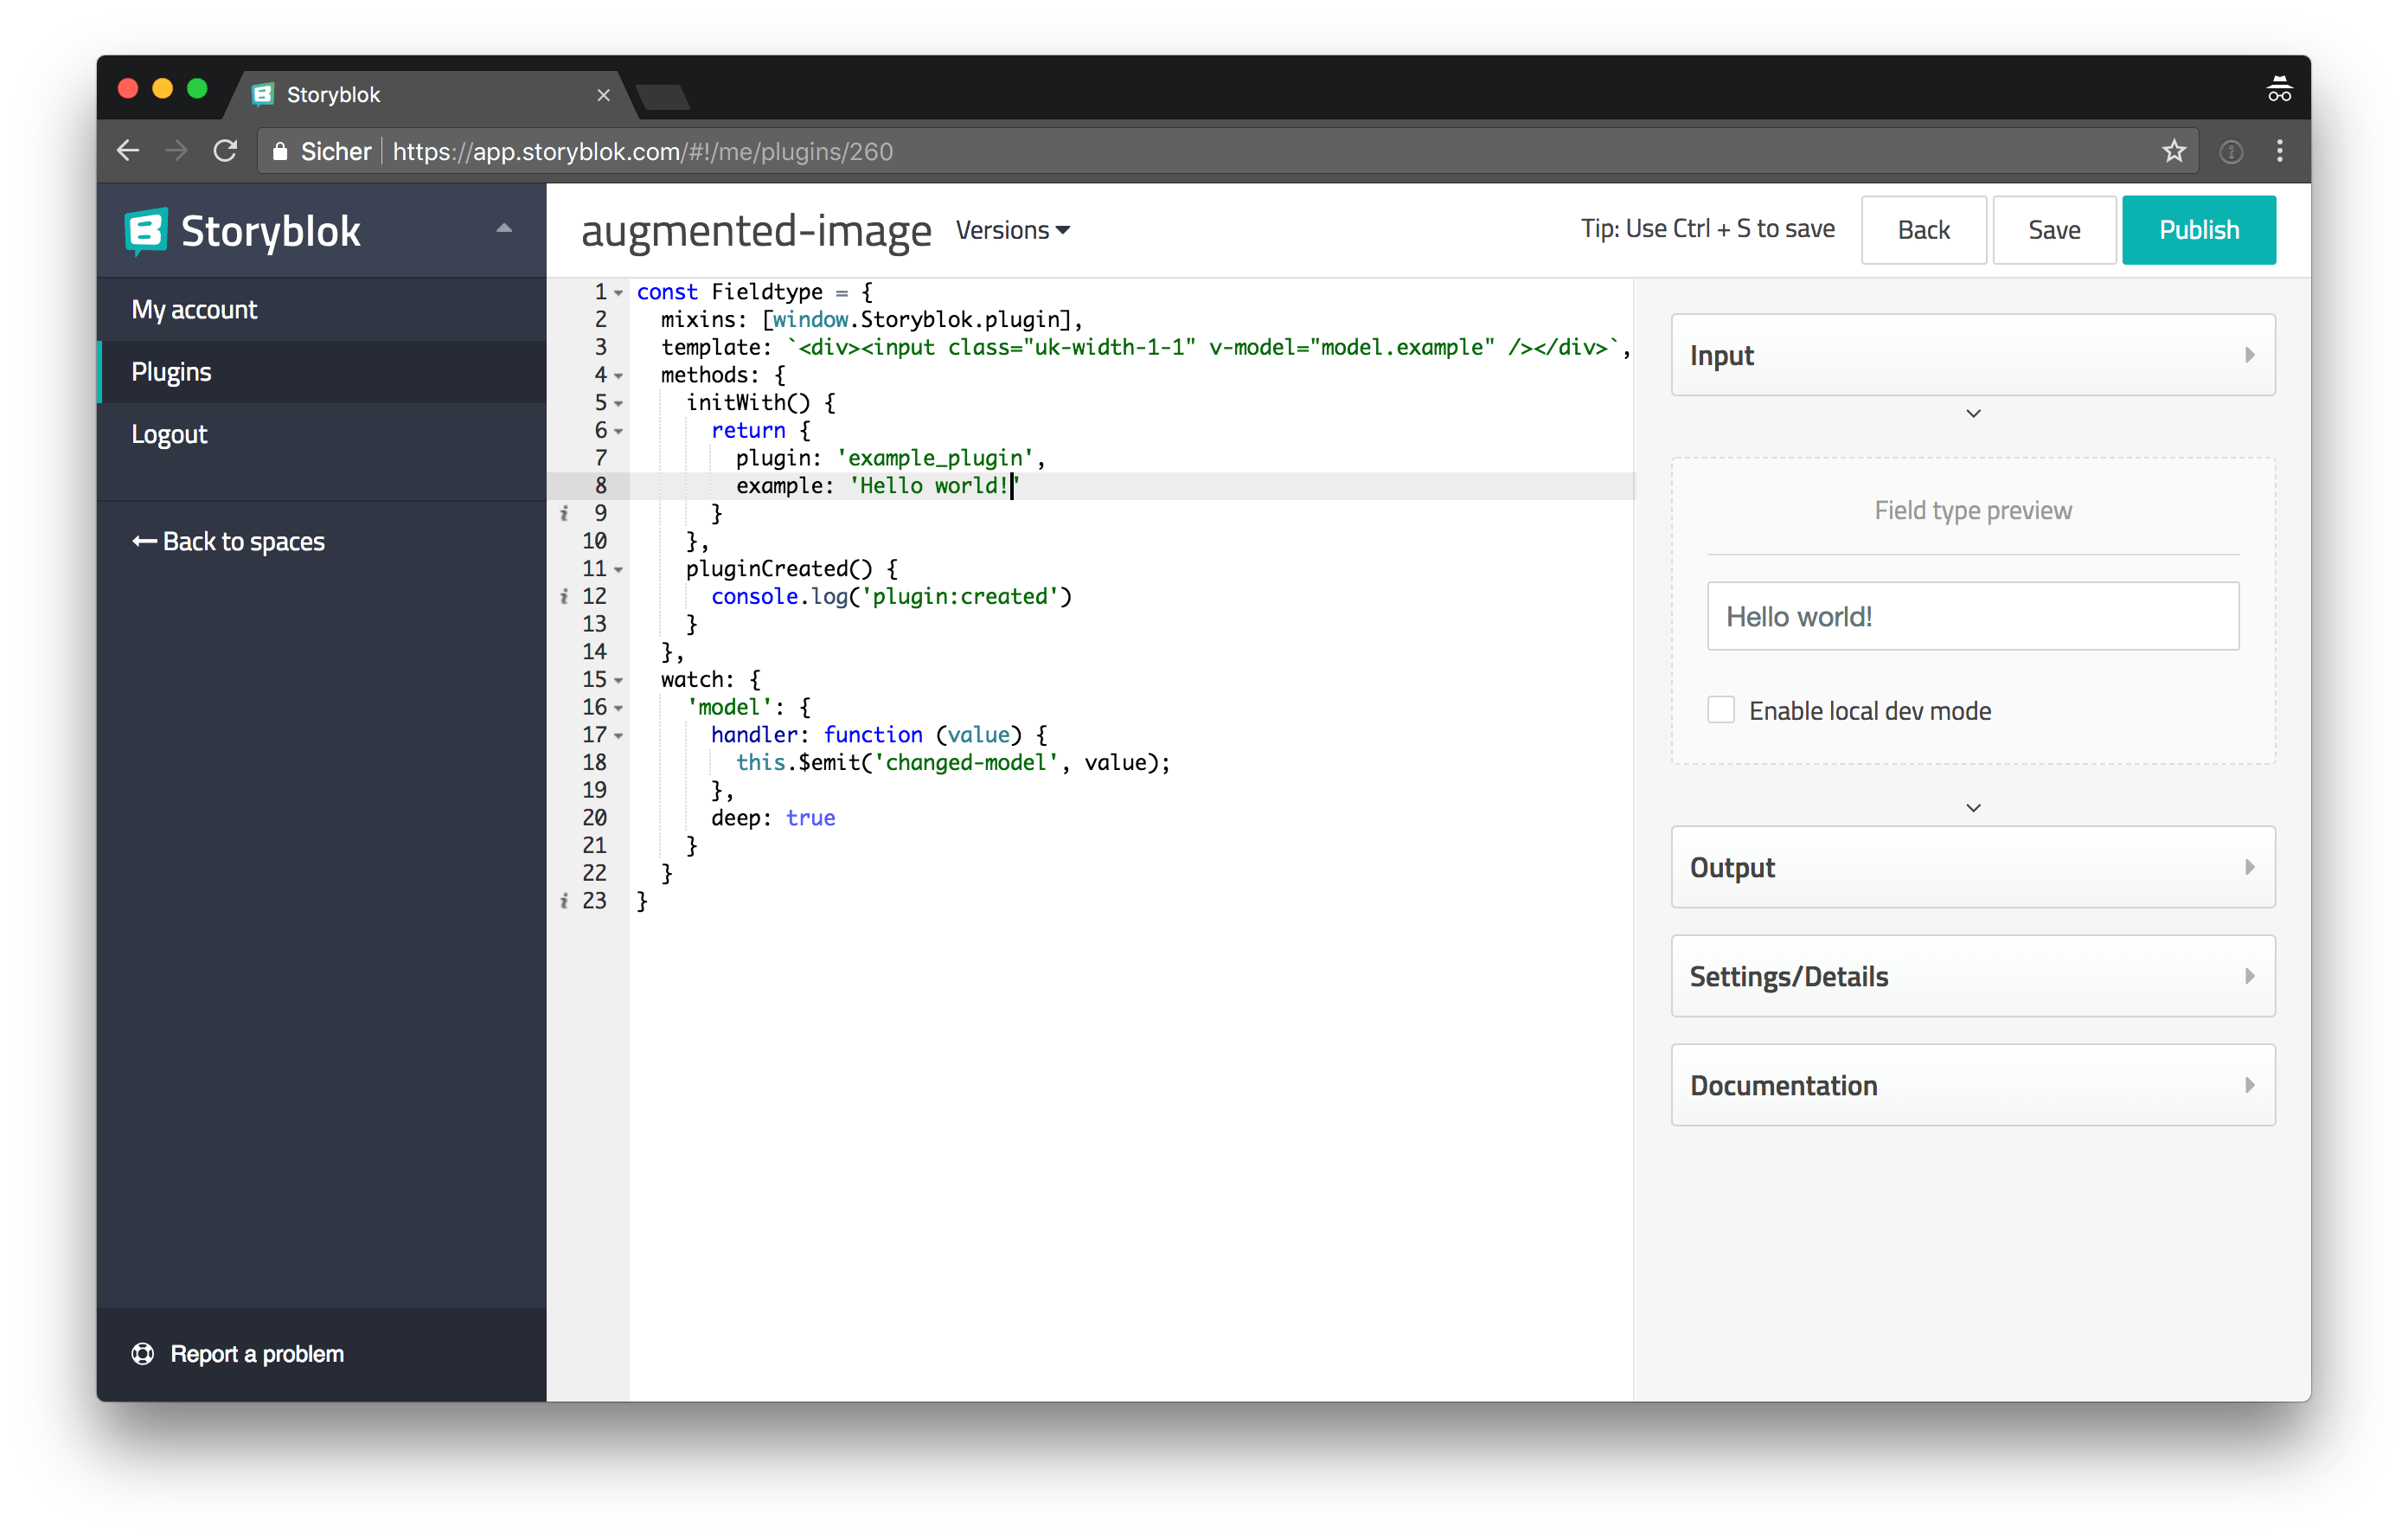 Storyblok
Sicher https://app.storyblok.com/#!/me/plugins/260
Storyblok
My account
Plugins
Logout
Back to spaces
Report a problem
augmented-image Versions
Tip: Use Ctrl + S to save Back Save Publish
1 const Fieldtype = {
2 mixins: [window.Storyblok.plugin],
3 template: `<div><input class="uk-width-1-1" v-model="model.example" /></div>`,
4 methods: {
5 initWith() {
6 return {
7 plugin: 'example_plugin',
8 example: 'Hello world!'
i 9 }
10 },
11 pluginCreated() {
i 12 console.log('plugin:created')
13 }
14 },
15 watch: {
16 'model': {
17 handler: function (value) {
18 this.$emit('changed-model', value);
19 },
20 deep: true
21 }
22 }
i 23 }
Input
Field type preview
Hello world!
Enable local dev mode
Output
Settings/Details
Documentation